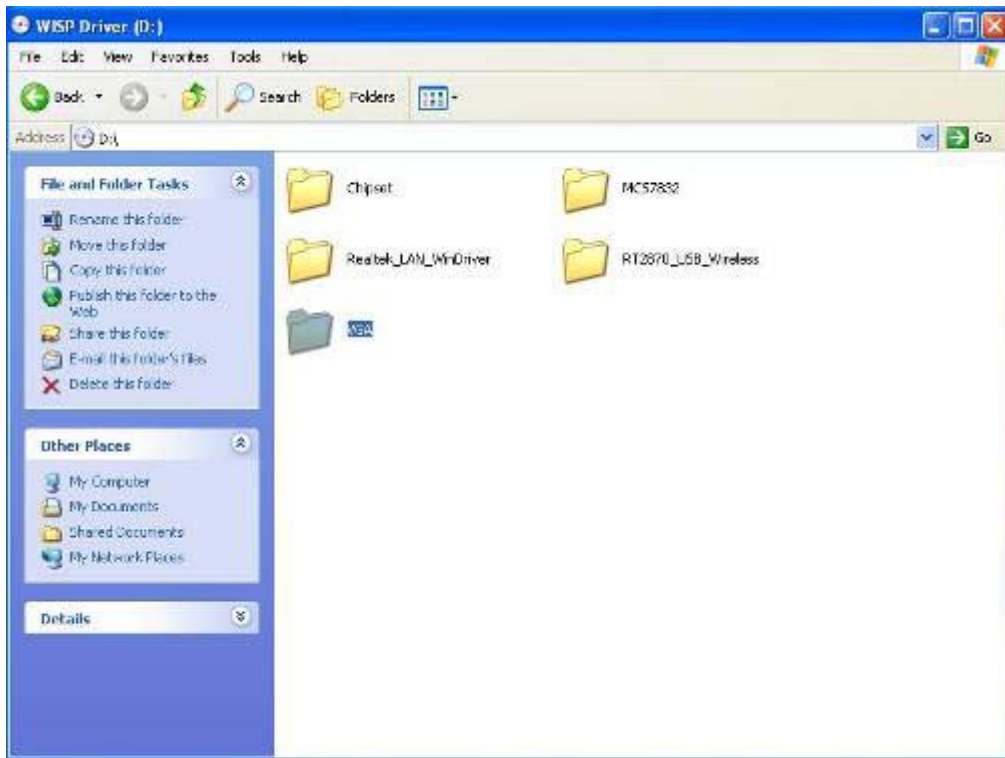 WISP Driver (D:)
File Edit View Favorites Tools Help
Back Search Folders
Address D:\ Go
File and Folder Tasks
Rename this folder
Move this folder
Copy this folder
Publish this folder to the
Web
Share this folder
E-mail this folder's files
Delete this folder
Other Places
My Computer
My Documents
Shared Documents
My Network Places
Details
Chipset
MCS7832
Realtek_LAN_WinDriver
RT2870_USB_Wireless
VGA